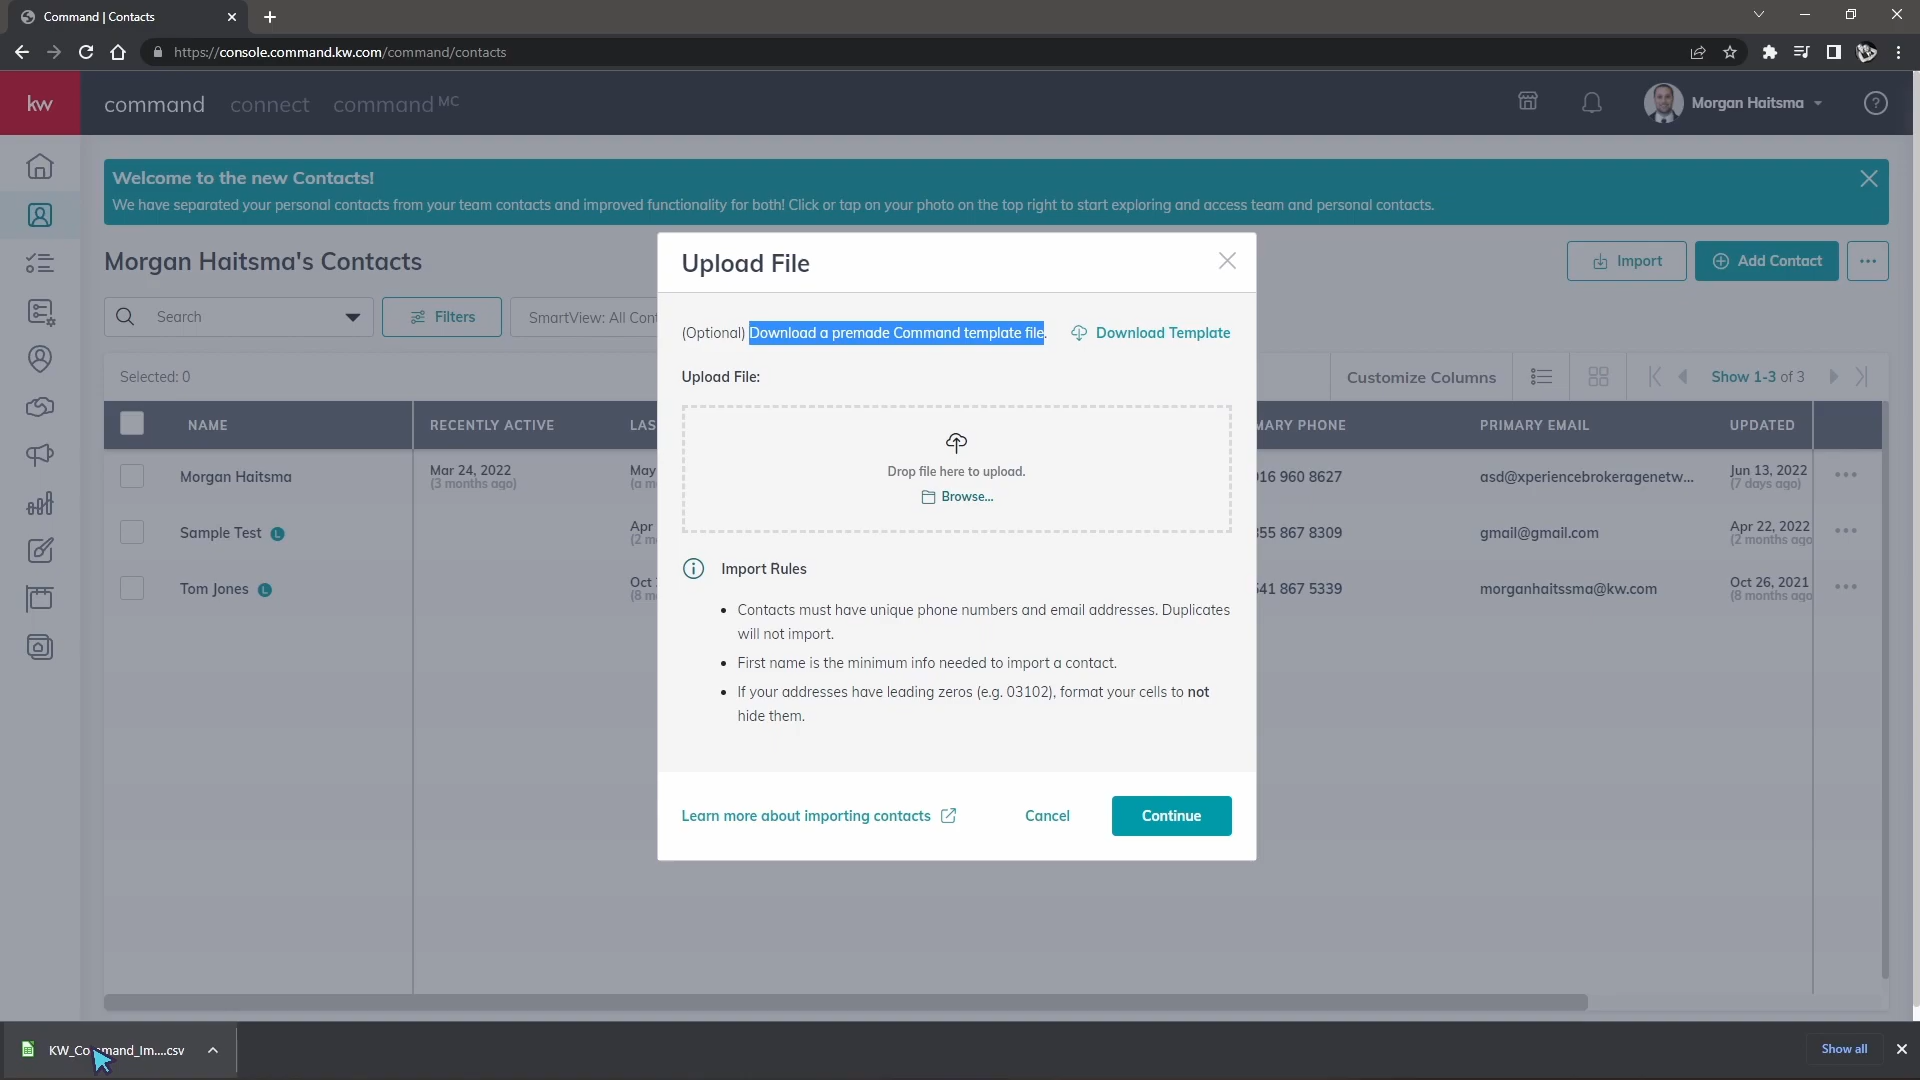 Command | Contacts
https://console.command.kw.com/command/contacts
kw
command connect command MC
Morgan Haitsma
Welcome to the new Contacts!
We have separated your personal contacts from your team contacts and improved functionality for both! Click or tap on your photo on the top right to start exploring and access team and personal contacts.
Morgan Haitsma's Contacts
Import
Add Contact
Search
Filters
SmartView: All Cont
Selected: 0
Customize Columns
Show 1-3 of 3
NAME RECENTLY ACTIVE LAS MARY PHONE PRIMARY EMAIL UPDATED
Morgan Haitsma Mar 24, 2022 May 16 960 8627 asd@xperiencebrokeragenetw... Jun 13, 2022
(3 months ago) (a m (7 days ago)
Sample Test L Apr 55 867 8309 gmail@gmail.com Apr 22, 2022
(2 m (2 months ago
Tom Jones L Oct 41 867 5339 morganhaitssma@kw.com Oct 26, 2021
(8 m (8 months ago
Upload File
(Optional) Download a premade Command template file. Download Template
Upload File:
Drop file here to upload.
Browse...
Import Rules
• Contacts must have unique phone numbers and email addresses. Duplicates
will not import.
• First name is the minimum info needed to import a contact.
• If your addresses have leading zeros (e.g. 03102), format your cells to not
hide them.
Learn more about importing contacts
Cancel
Continue
Show all